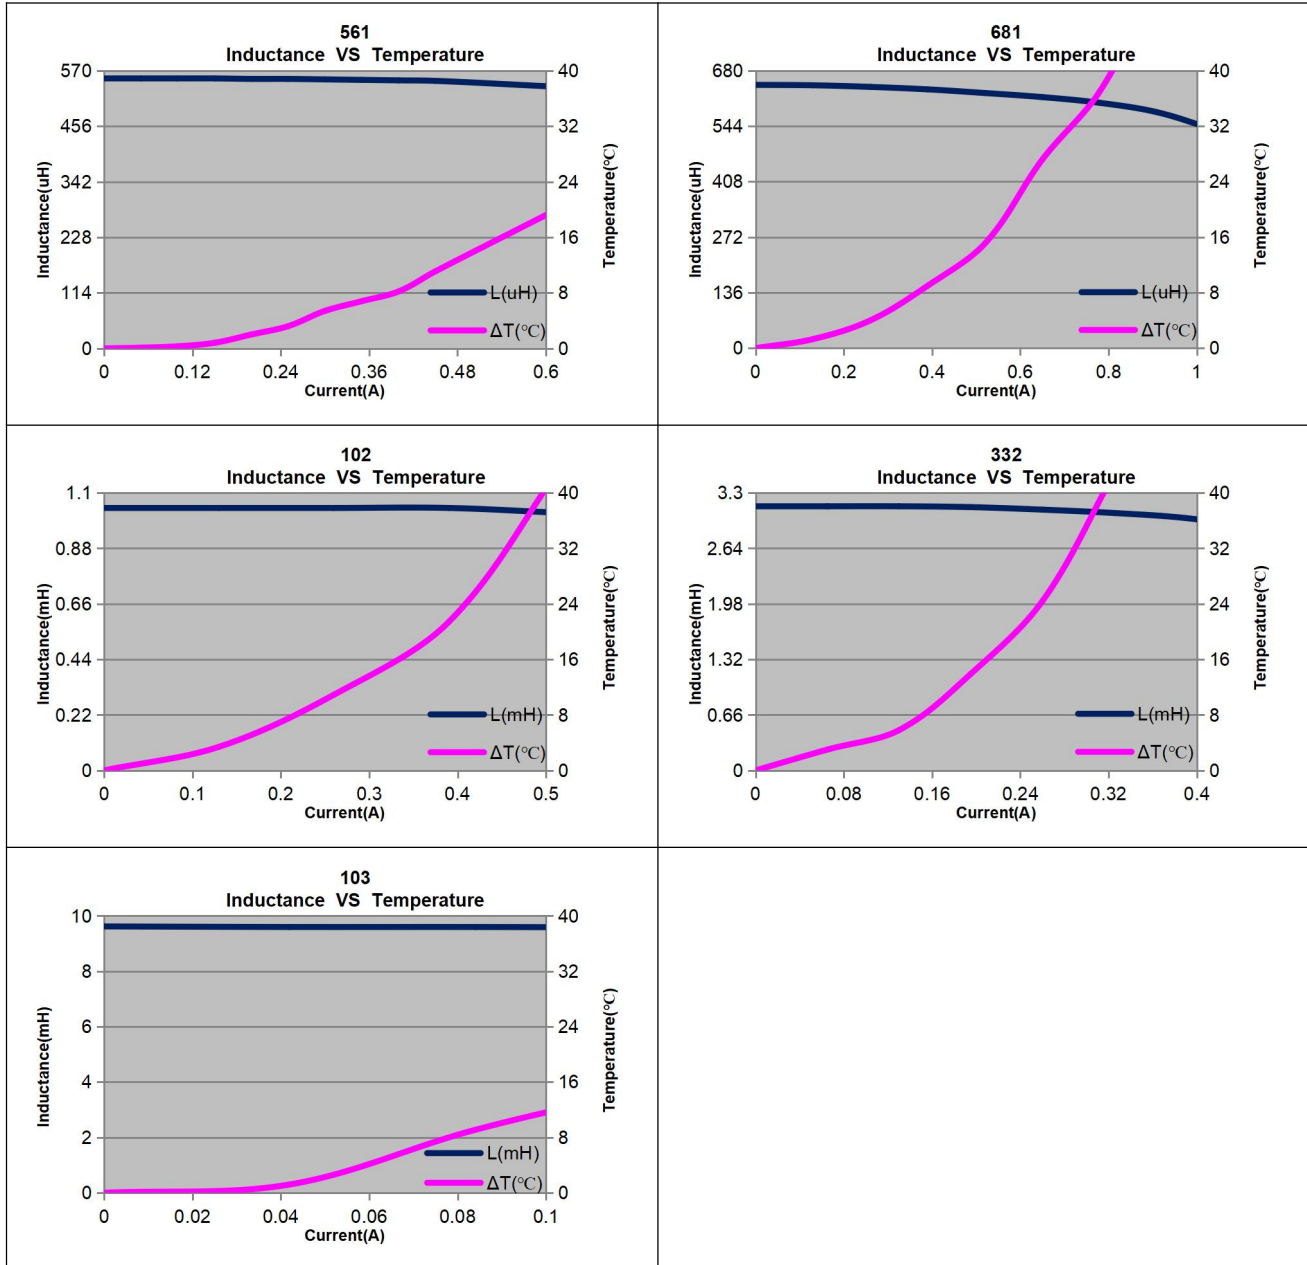 561
Inductance VS Temperature
570
456
342
228
114
0
Inductance(uH)
40
32
24
16
8
0
Temperature(℃)
L(uH)
ΔT(℃)
0 0.12 0.24 0.36 0.48 0.6
Current(A)
681
Inductance VS Temperature
680
544
408
272
136
0
Inductance(uH)
40
32
24
16
8
0
Temperature(℃)
L(uH)
ΔT(℃)
0 0.2 0.4 0.6 0.8 1
Current(A)
102
Inductance VS Temperature
1.1
0.88
0.66
0.44
0.22
0
Inductance(mH)
40
32
24
16
8
0
Temperature(℃)
L(mH)
ΔT(℃)
0 0.1 0.2 0.3 0.4 0.5
Current(A)
332
Inductance VS Temperature
3.3
2.64
1.98
1.32
0.66
0
Inductance(mH)
40
32
24
16
8
0
Temperature(℃)
L(mH)
ΔT(℃)
0 0.08 0.16 0.24 0.32 0.4
Current(A)
103
Inductance VS Temperature
10
8
6
4
2
0
Inductance(mH)
40
32
24
16
8
0
Temperature(℃)
L(mH)
ΔT(℃)
0 0.02 0.04 0.06 0.08 0.1
Current(A)